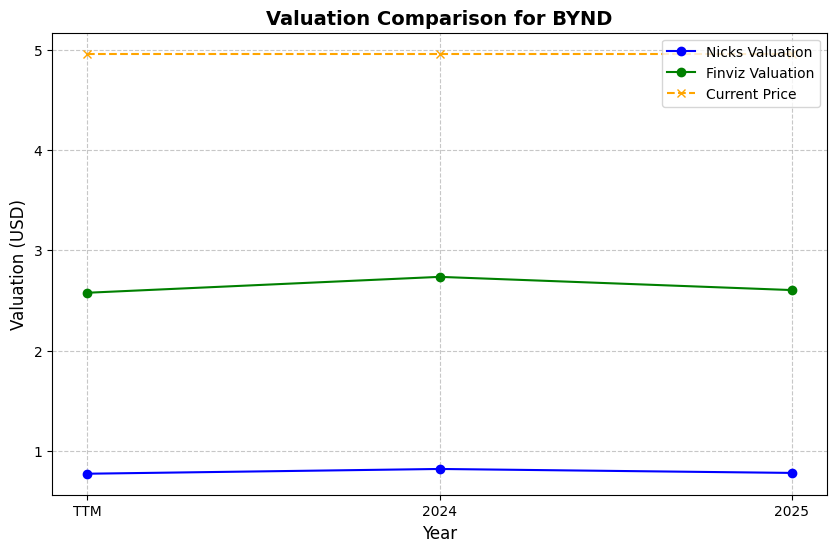 Valuation Comparison for BYND
Nicks Valuation
Finviz Valuation
Current Price
Valuation (USD)
5
4
3
2
1
TTM
2024
2025
Year